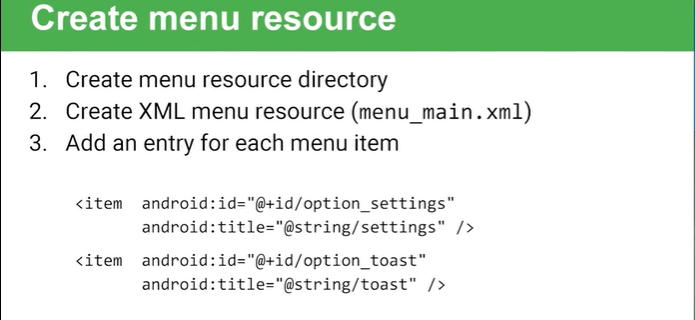 Create menu resource
1. Create menu resource directory
2. Create XML menu resource (menu_main.xml)
3. Add an entry for each menu item
<item android:id="@+id/option_settings"
android:title="@string/settings" />
<item android:id="@+id/option_toast"
android:title="@string/toast" />